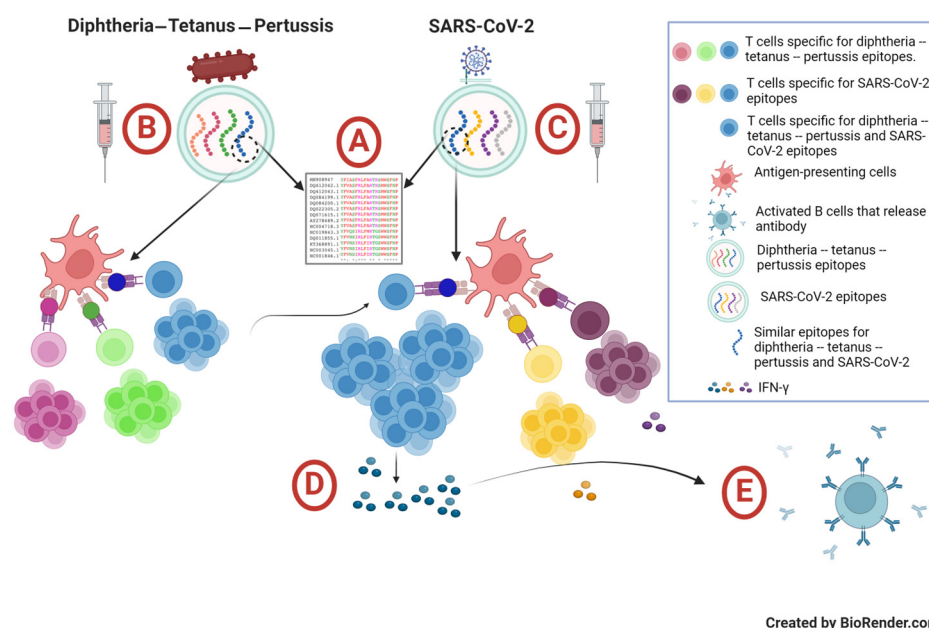 Diphtheria–Tetanus – Pertussis
SARS-CoV-2
B
A
C
D
E
T cells specific for diphtheria --
tetanus -- pertussis epitopes.
T cells specific for SARS-CoV-2
epitopes
T cells specific for diphtheria --
tetanus -- pertussis and SARS-
CoV-2 epitopes
Antigen-presenting cells
Activated B cells that release
antibody
Diphtheria -- tetanus --
pertussis epitopes
SARS-CoV-2 epitopes
Similar epitopes for
diphtheria -- tetanus --
pertussis and SARS-CoV-2
IFN-γ
Created by BioRender.com